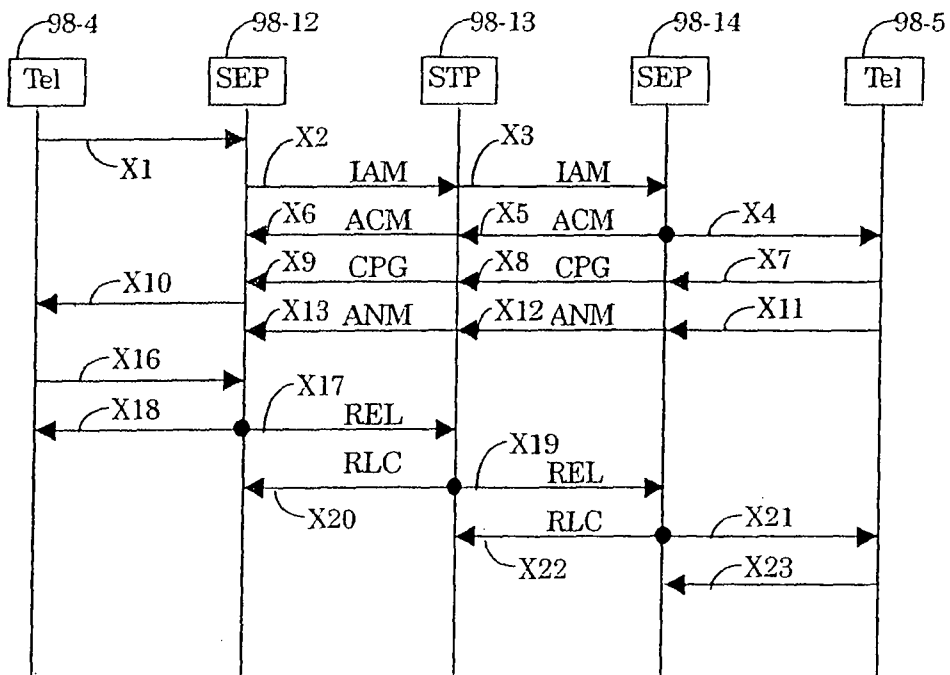 98-4 98-12 98-13 98-14 98-5
Tel SEP STP SEP Tel
X1 X2 IAM X3 IAM
X6 ACM X5 ACM X4
X9 CPG X8 CPG X7
X10 X13 ANM X12 ANM X11
X16
X18 X17 REL
RLC X19 REL
X20 RLC X21
X22 X23